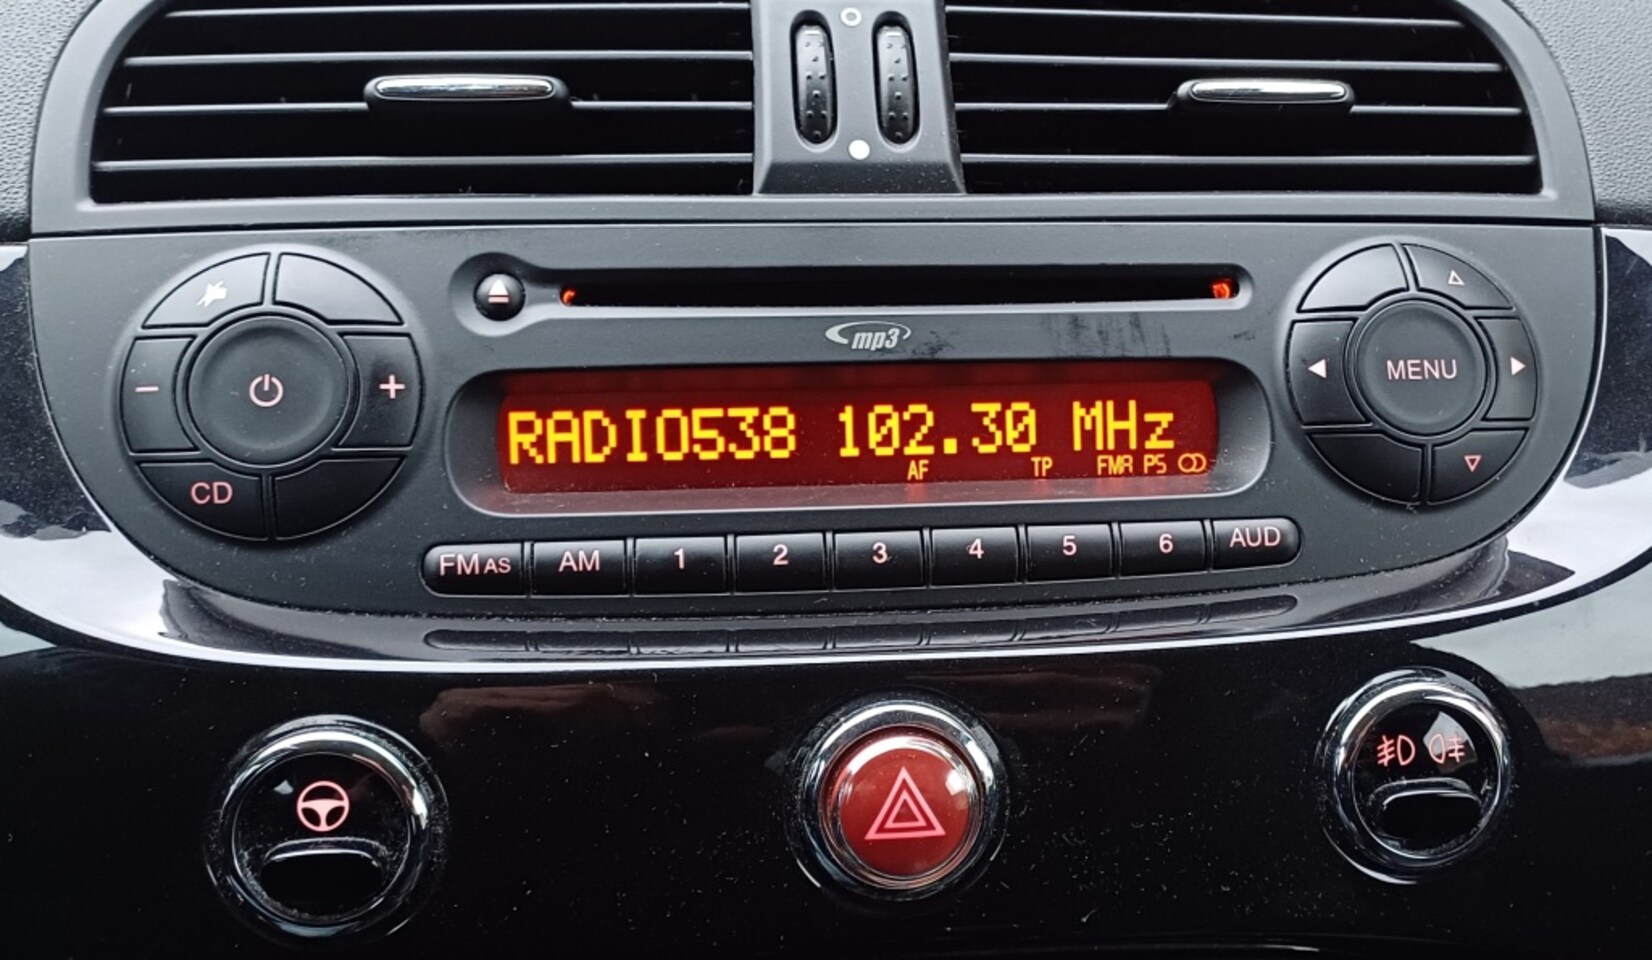 mp3
RADIO538 102.30 MHz
AF TP FMR PS
MENU
CD
FM AS AM 1 2 3 4 5 6 AUD